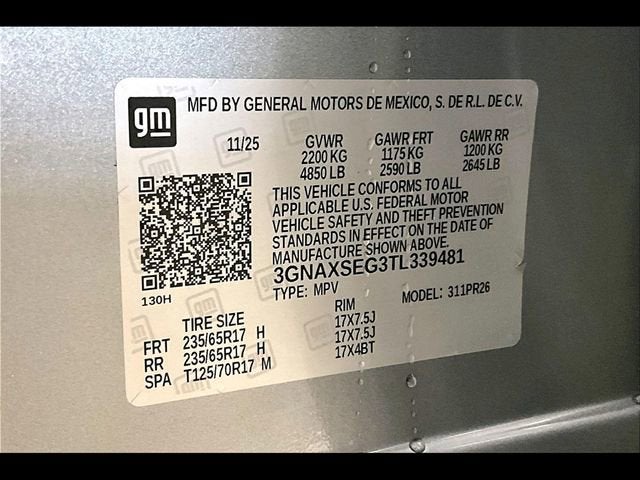 gm
MFD BY GENERAL MOTORS DE MEXICO, S. DE R.L. DE C.V.
11/25 GVWR GAWR FRT GAWR RR
2200 KG 1175 KG 1200 KG
4850 LB 2590 LB 2645 LB
THIS VEHICLE CONFORMS TO ALL
APPLICABLE U.S. FEDERAL MOTOR
VEHICLE SAFETY AND THEFT PREVENTION
STANDARDS IN EFFECT ON THE DATE OF
MANUFACTURE SHOWN ABOVE.
3GNAXSEG3TL339481
130H
TYPE: MPV MODEL: 311PR26
TIRE SIZE RIM
FRT 235/65R17 H 17X7.5J
RR 235/65R17 H 17X7.5J
SPA T125/70R17 M 17X4BT